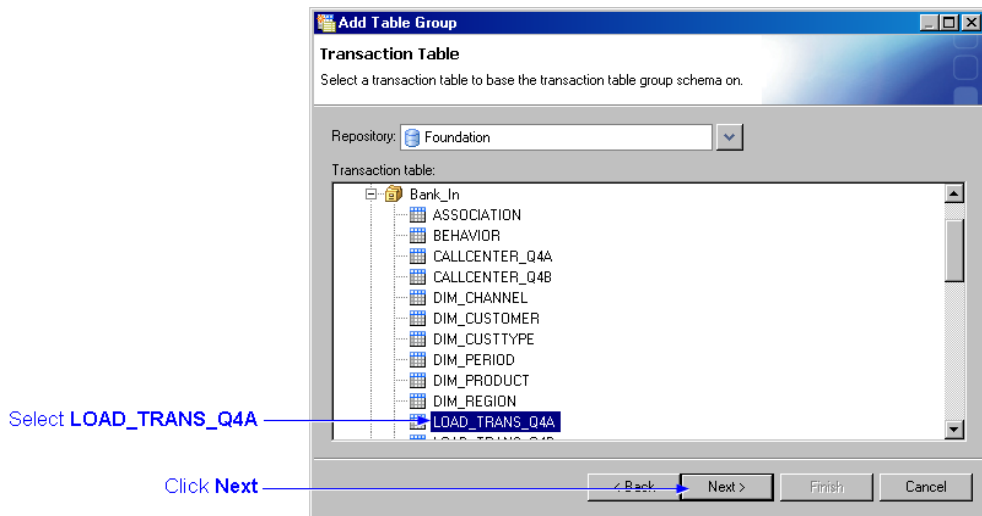 Add Table Group
Transaction Table
Select a transaction table to base the transaction table group schema on.
Repository: Foundation
Transaction table:
Bank_In
ASSOCIATION
BEHAVIOR
CALLCENTER_Q4A
CALLCENTER_Q4B
DIM_CHANNEL
DIM_CUSTOMER
DIM_CUSTTYPE
DIM_PERIOD
DIM_PRODUCT
DIM_REGION
Select LOAD_TRANS_Q4A
LOAD_TRANS_Q4A
Click Next
< Back Next > Finish Cancel